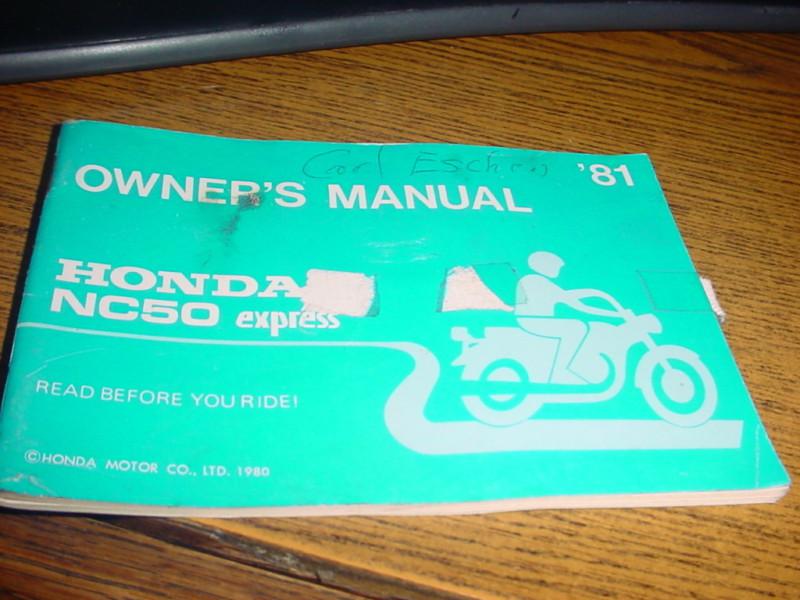 Carl Eschen
OWNER'S MANUAL '81
HONDA
NC50 express
READ BEFORE YOU RIDE!
©HONDA MOTOR CO., LTD. 1980